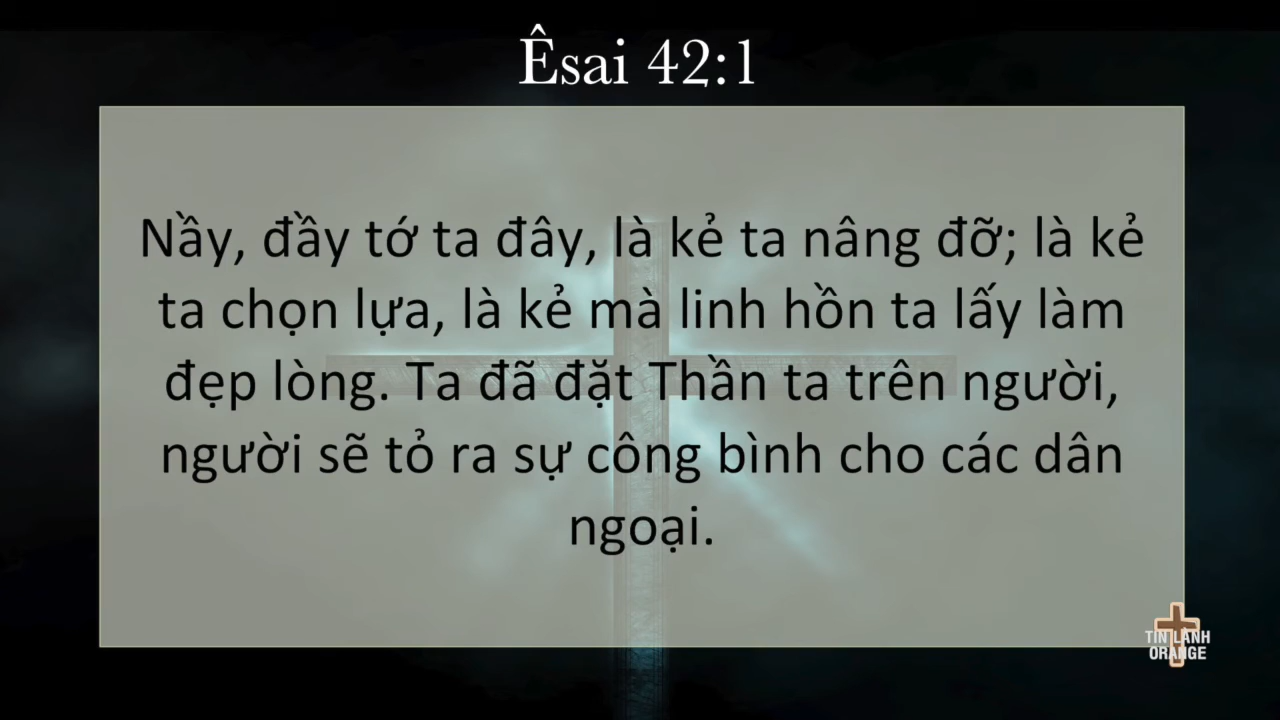 Êsai 42:1
Nầy, đầy tớ ta đây, là kẻ ta nâng đỡ; là kẻ
ta chọn lựa, là kẻ mà linh hồn ta lấy làm
đẹp lòng. Ta đã đặt Thần ta trên người,
người sẽ tỏ ra sự công bình cho các dân
ngoại.
TIN LÀNH
ORANGE